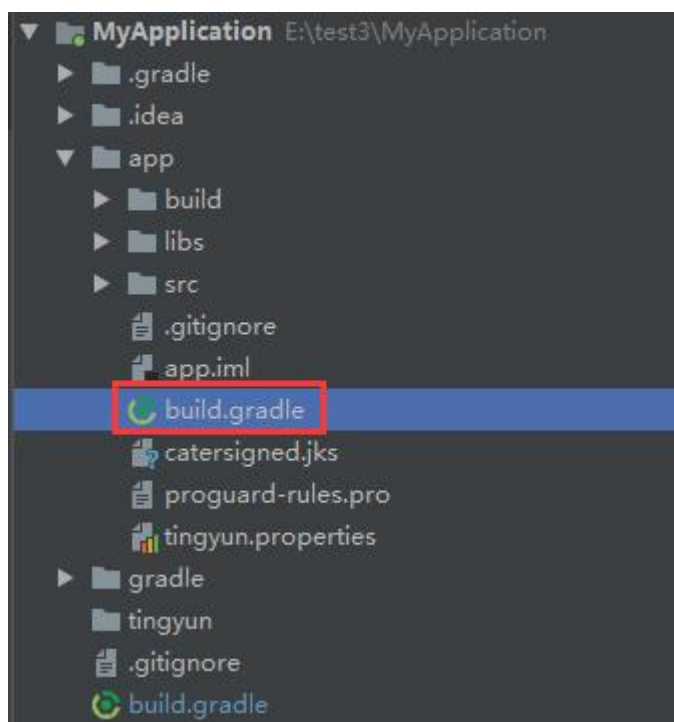 MyApplication E:\test3\MyApplication
.gradle
.idea
app
build
libs
src
.gitignore
app.iml
build.gradle
catersigned.jks
proguard-rules.pro
tingyun.properties
gradle
tingyun
.gitignore
build.gradle